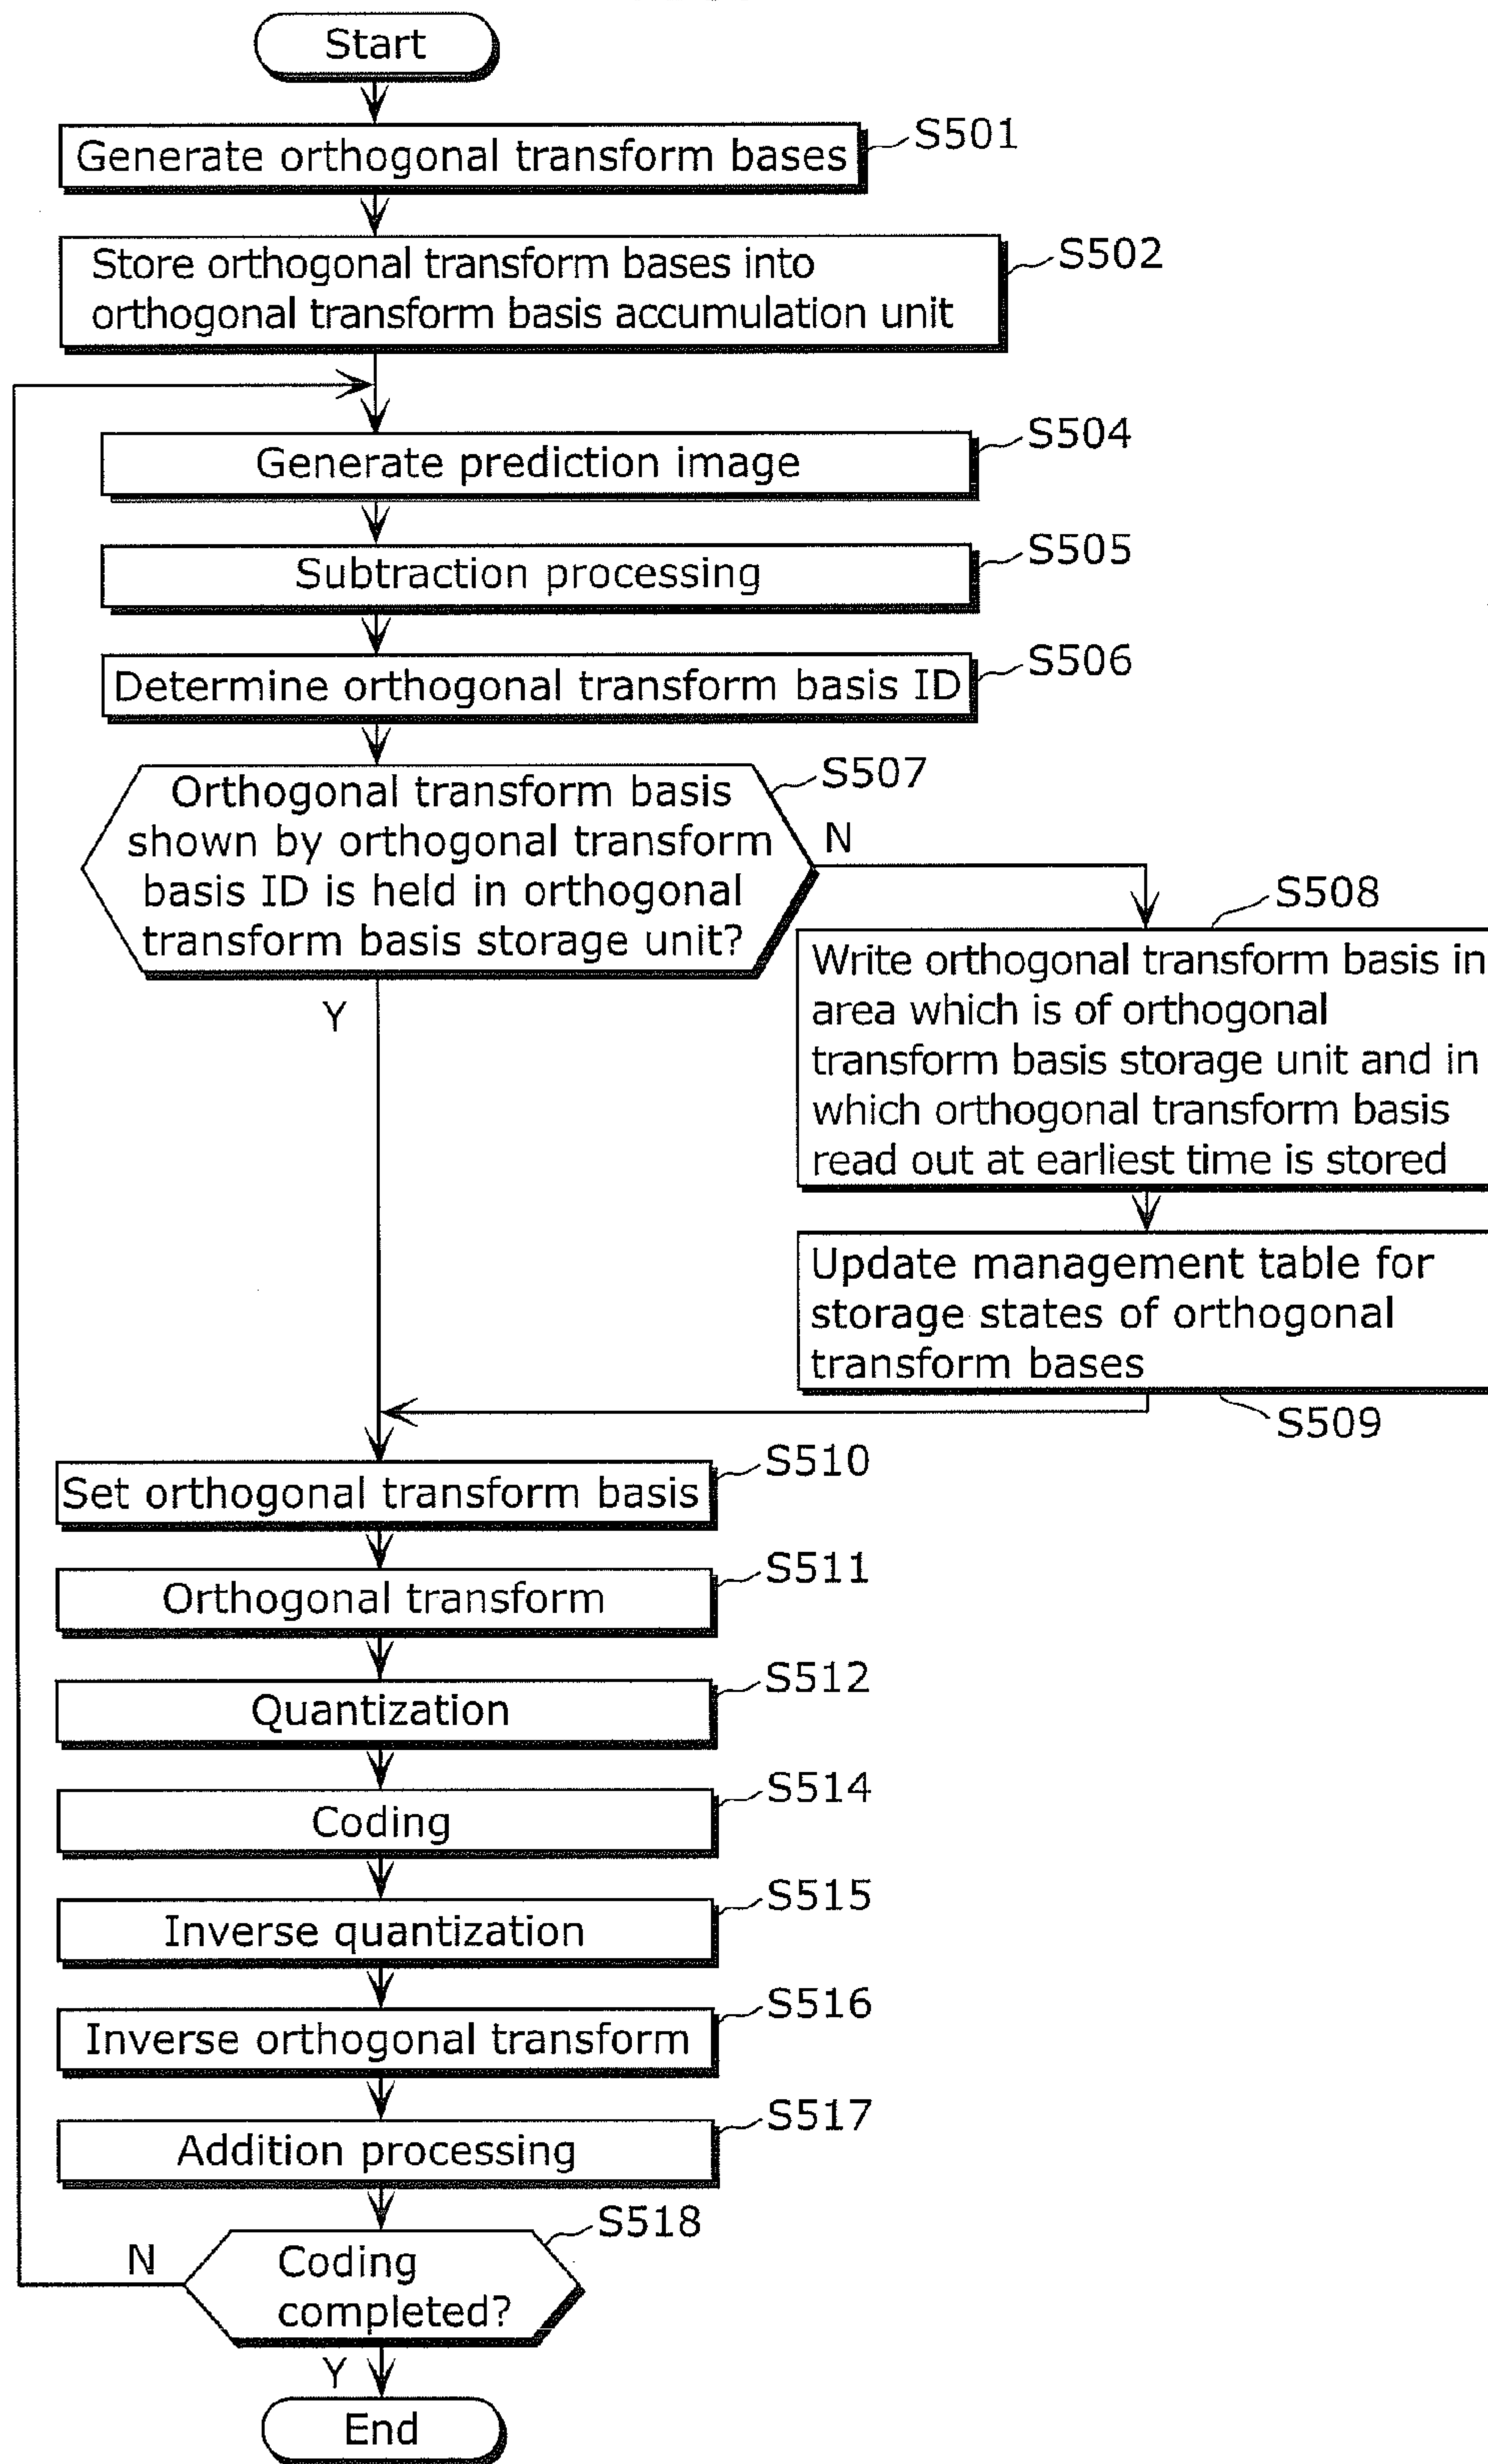 Start
Generate orthogonal transform bases
S501
Store orthogonal transform bases into
orthogonal transform basis accumulation unit
S502
Generate prediction image
S504
Subtraction processing
S505
Determine orthogonal transform basis ID
S506
Orthogonal transform basis
shown by orthogonal transform
basis ID is held in orthogonal
transform basis storage unit?
S507
N
Y
S508
Write orthogonal transform basis in
area which is of orthogonal
transform basis storage unit and in
which orthogonal transform basis
read out at earliest time is stored
Update management table for
storage states of orthogonal
transform bases
S509
Set orthogonal transform basis
S510
Orthogonal transform
S511
Quantization
S512
Coding
S514
Inverse quantization
S515
Inverse orthogonal transform
S516
Addition processing
S517
Coding
completed?
S518
N
Y
End